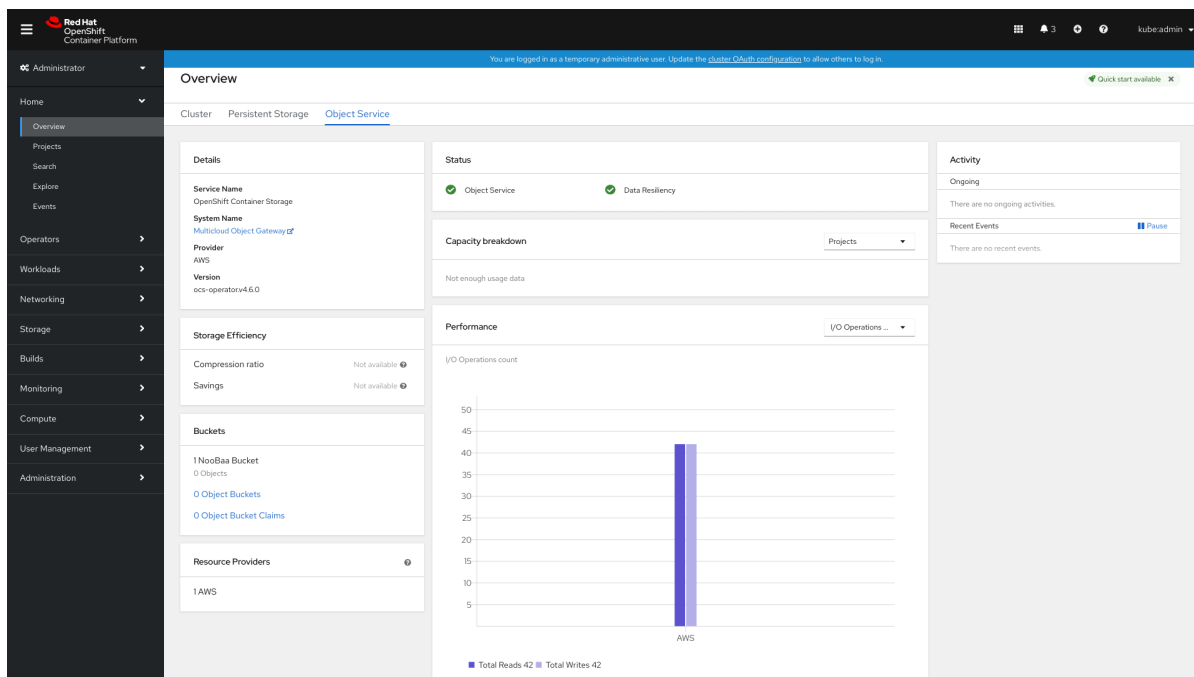 Red Hat
OpenShift
Container Platform
3
kube:admin
Administrator
You are logged in as a temporary administrative user. Update the cluster OAuth configuration to allow others to log in.
Home
Overview
Projects
Search
Explore
Events
Operators
Workloads
Networking
Storage
Builds
Monitoring
Compute
User Management
Administration
Overview
Quick start available
Cluster Persistent Storage Object Service
Details
Service Name
OpenShift Container Storage
System Name
Multicloud Object Gateway
Provider
AWS
Version
ocs-operator.v4.6.0
Storage Efficiency
Compression ratio Not available
Savings Not available
Buckets
1 NooBaa Bucket
0 Objects
0 Object Buckets
0 Object Bucket Claims
Resource Providers
1 AWS
Status
Object Service Data Resiliency
Capacity breakdown Projects
Not enough usage data
Performance I/O Operations ...
I/O Operations count
50
45
40
35
30
25
20
15
10
5
AWS
Total Reads 42 Total Writes 42
Activity
Ongoing
There are no ongoing activities.
Recent Events Pause
There are no recent events.